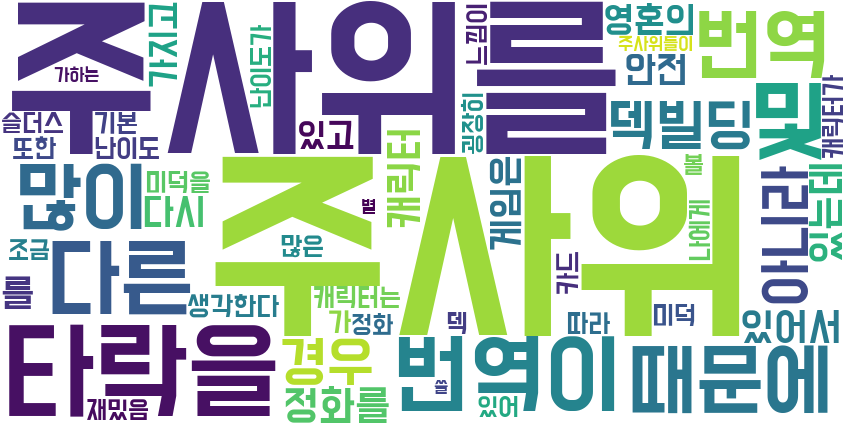 주사위를
주사위
가하는
고지가
난이도가
느낌이
영혼의
주사위들이
번역
안전
덱빌딩
및
캐릭터가
슬더스
기본
또한
난이도
있고
굉장히
많이
미덕을
다시
별
캐릭터
게임은
볼
나에게
아니라
있는데
조금
많은
를
다른
생각한다
캐릭터는
가
정화
카드
덱
따라
미덕
있어서
타락을
재밌음
경우
정화를
번역이
쓸
있어
때문에